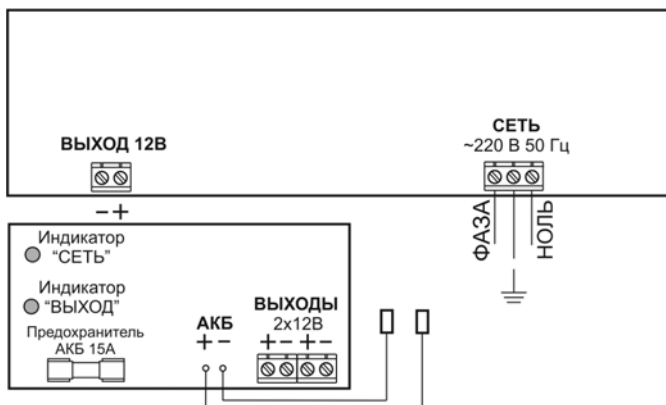 ВЫХОД 12В
СЕТЬ
~220 В 50 Гц
−+
ФАЗА
НОЛЬ
Индикатор
“СЕТЬ”
Индикатор
“ВЫХОД”
Предохранитель
АКБ 15А
АКБ
+−
ВЫХОДЫ
2х12В
+−+−